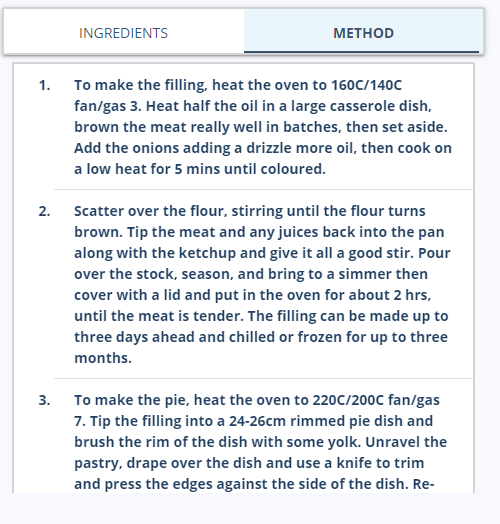 INGREDIENTS METHOD
1. To make the filling, heat the oven to 160C/140C
fan/gas 3. Heat half the oil in a large casserole dish,
brown the meat really well in batches, then set aside.
Add the onions adding a drizzle more oil, then cook on
a low heat for 5 mins until coloured.
2. Scatter over the flour, stirring until the flour turns
brown. Tip the meat and any juices back into the pan
along with the ketchup and give it all a good stir. Pour
over the stock, season, and bring to a simmer then
cover with a lid and put in the oven for about 2 hrs,
until the meat is tender. The filling can be made up to
three days ahead and chilled or frozen for up to three
months.
3. To make the pie, heat the oven to 220C/200C fan/gas
7. Tip the filling into a 24-26cm rimmed pie dish and
brush the rim of the dish with some yolk. Unravel the
pastry, drape over the dish and use a knife to trim
and press the edges against the side of the dish. Re-